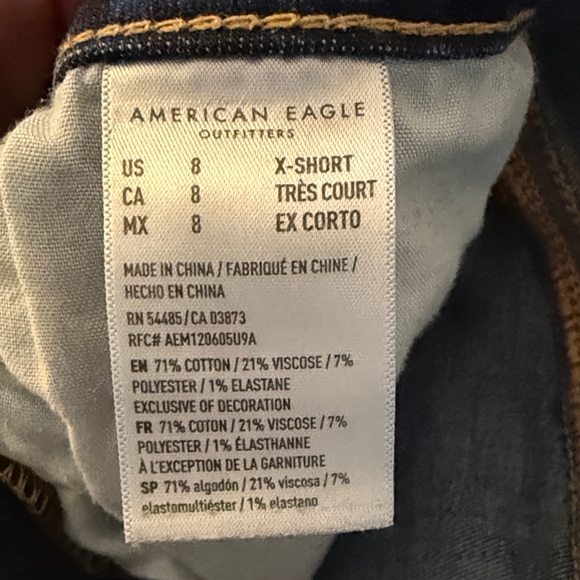 AMERICAN EAGLE
OUTFITTERS
US 8 X-SHORT
CA 8 TRÈS COURT
MX 8 EX CORTO
MADE IN CHINA / FABRIQUÉ EN CHINE /
HECHO EN CHINA
RN 54485 / CA 03873
RFC# AEM120605U9A
EN 71% COTTON / 21% VISCOSE / 7%
POLYESTER / 1% ELASTANE
EXCLUSIVE OF DECORATION
FR 71% COTON / 21% VISCOSE / 7%
POLYESTER / 1% ÉLASTHANNE
À L'EXCEPTION DE LA GARNITURE
SP 71% algodón / 21% viscosa / 7%
elastomultiéster / 1% elastano